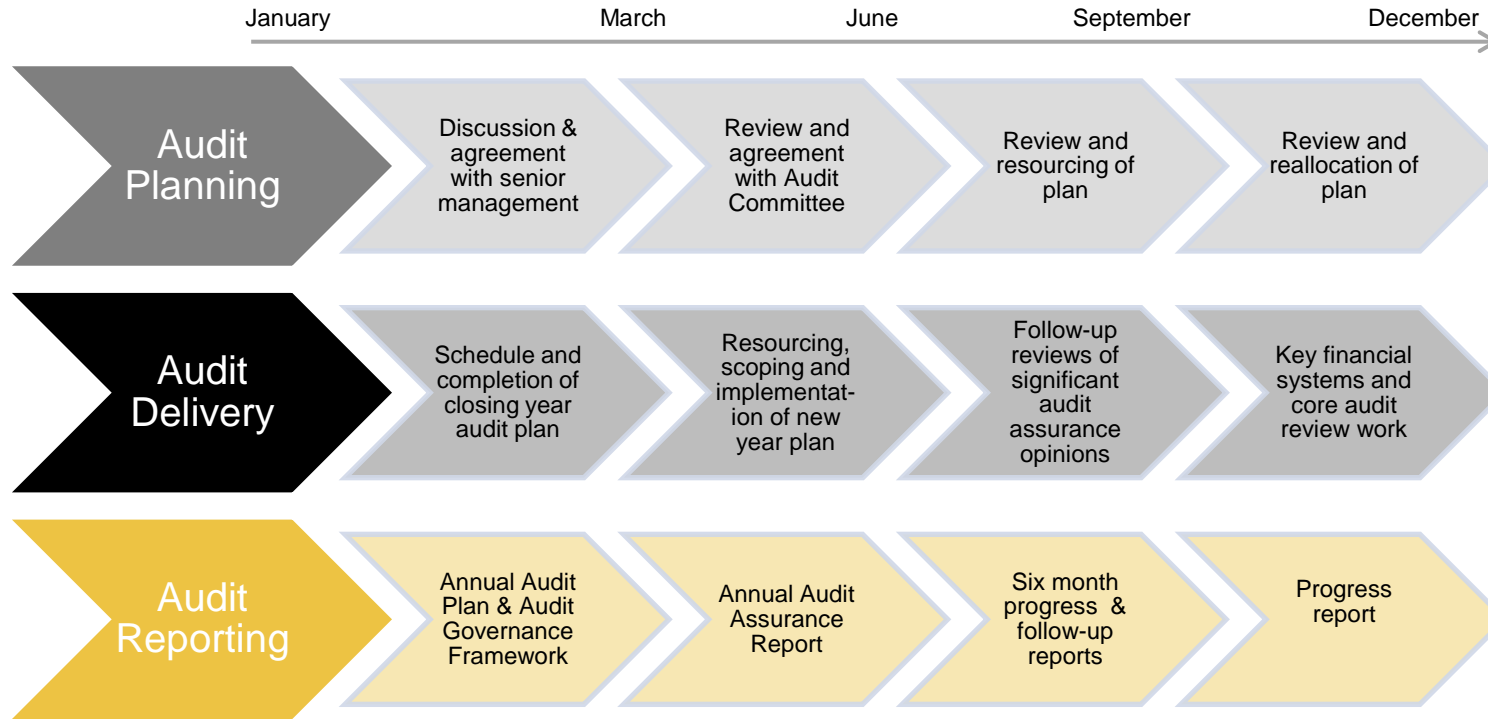 January March June September December
Audit
Planning
Discussion &
agreement
with senior
management
Review and
agreement
with Audit
Committee
Review and
resourcing of
plan
Review and
reallocation of
plan
Audit
Delivery
Schedule and
completion of
closing year
audit plan
Resourcing,
scoping and
implementat-
ion of new
year plan
Follow-up
reviews of
significant
audit
assurance
opinions
Key financial
systems and
core audit
review work
Audit
Reporting
Annual Audit
Plan & Audit
Governance
Framework
Annual Audit
Assurance
Report
Six month
progress &
follow-up
reports
Progress
report